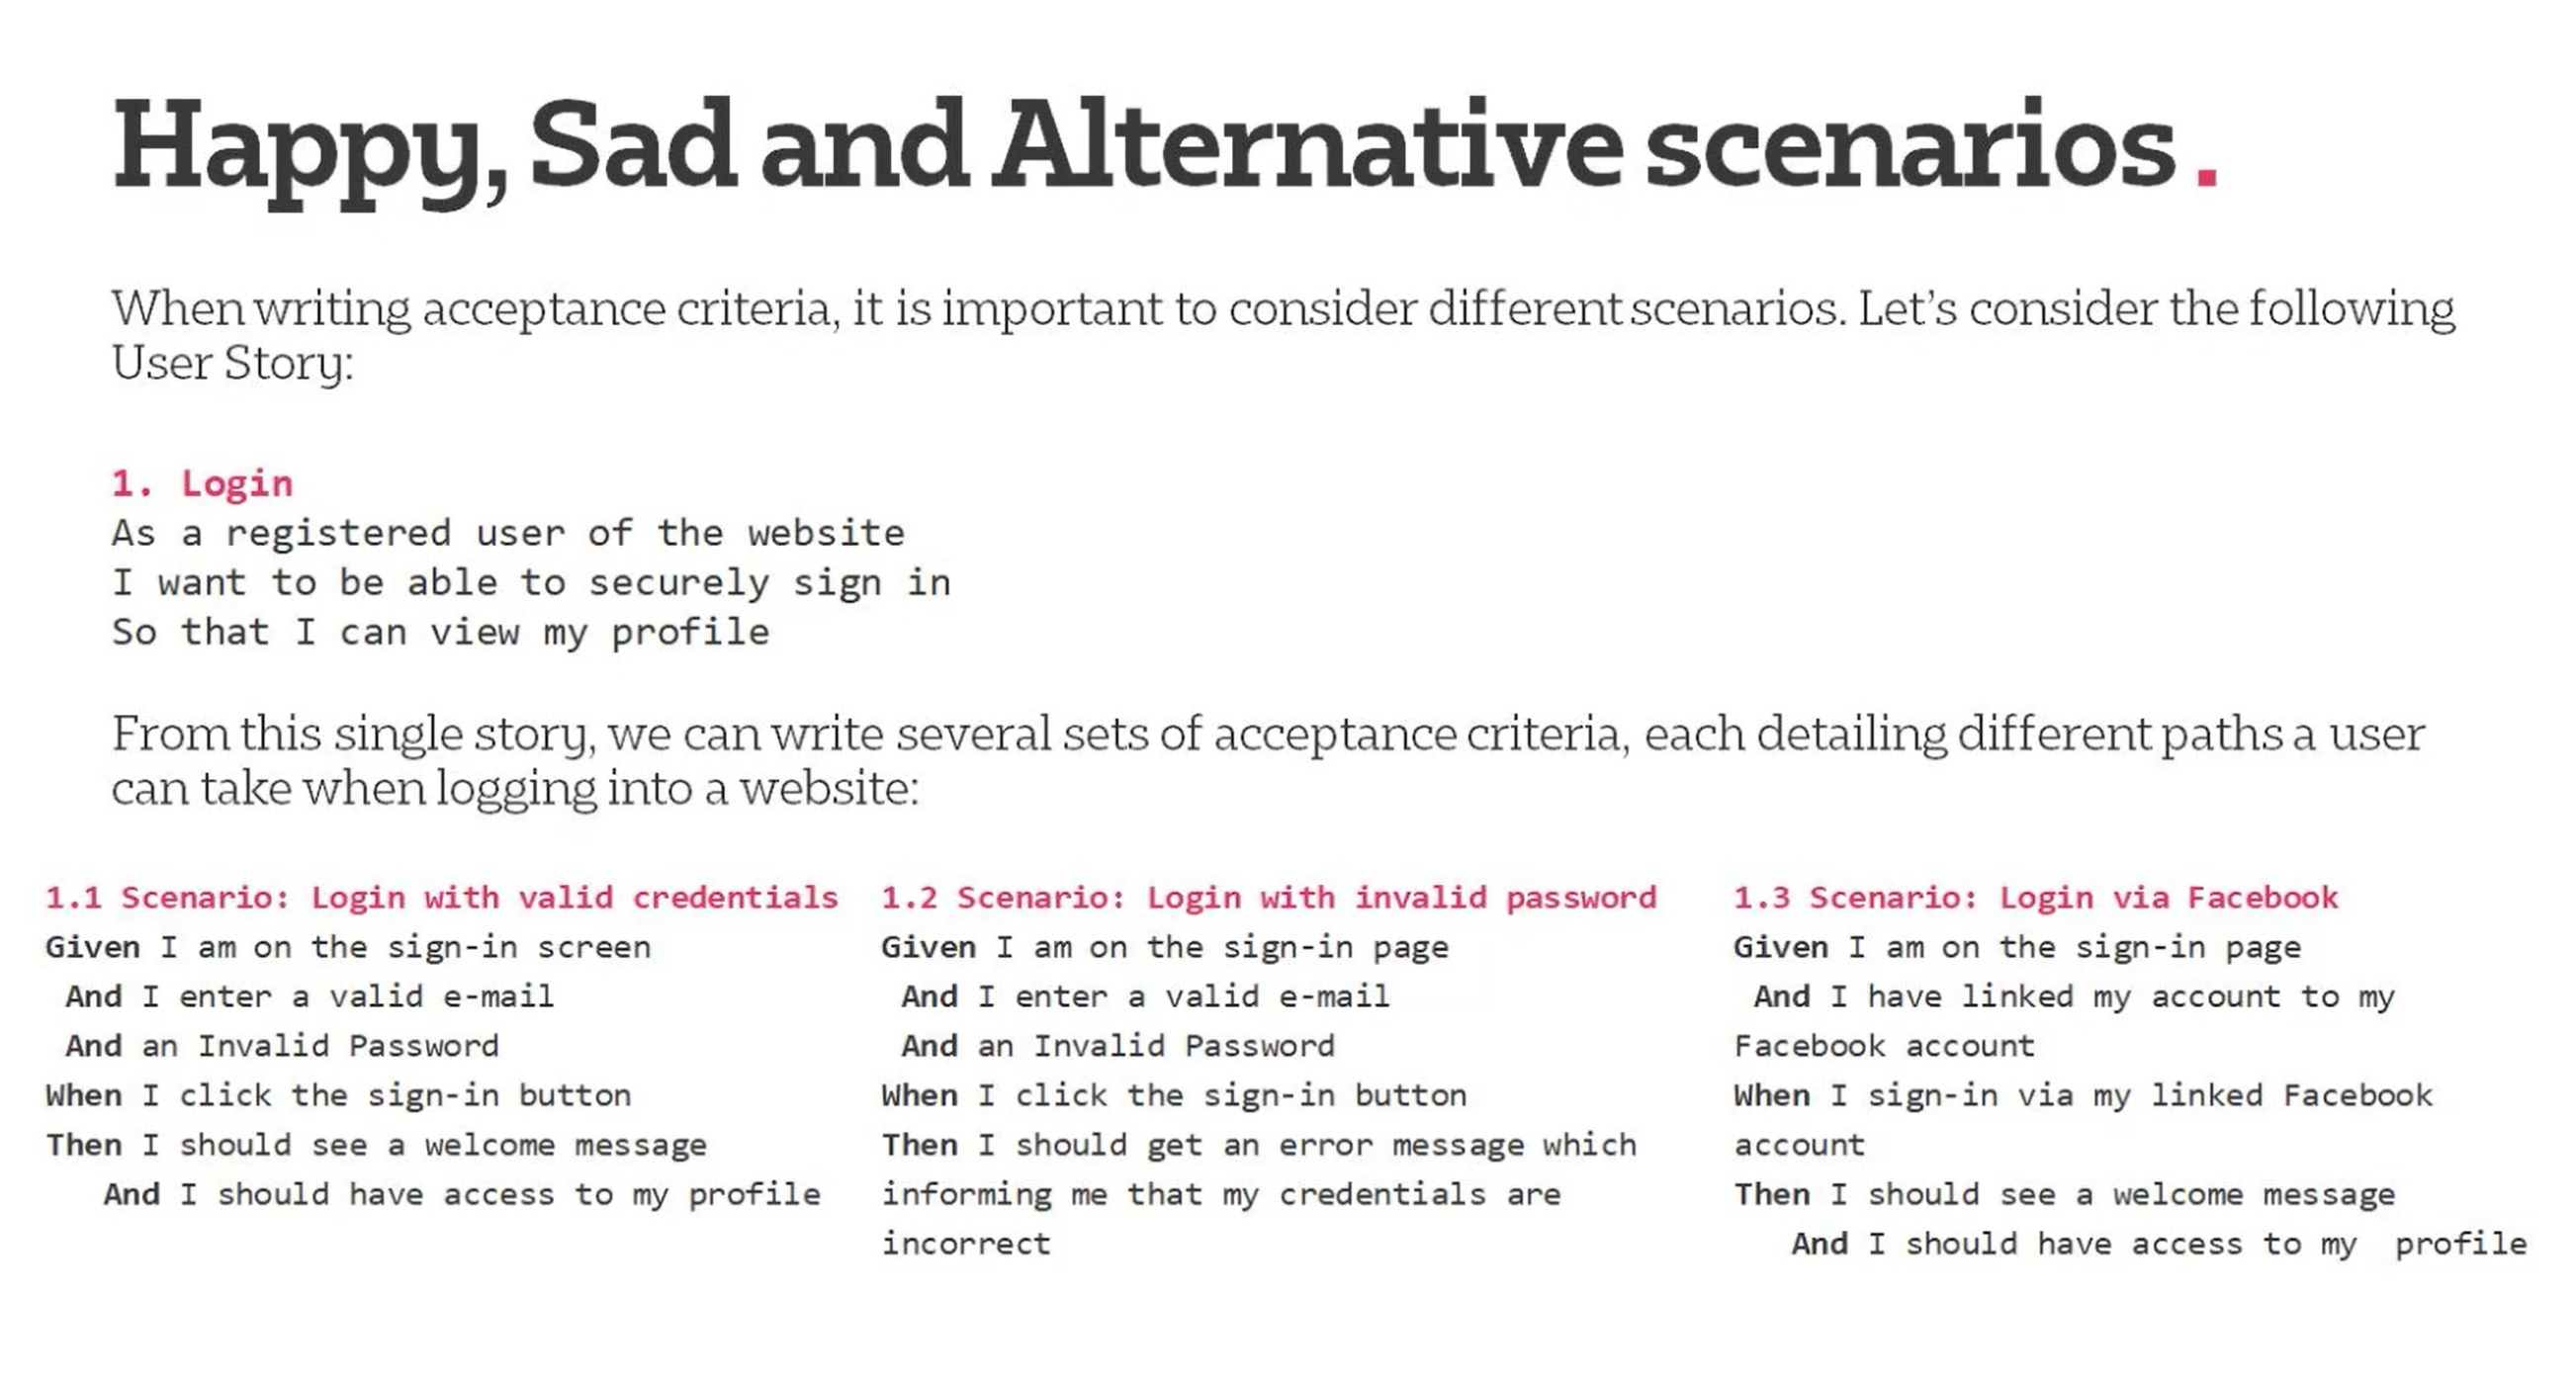 Happy, Sad and Alternative scenarios.
When writing acceptance criteria, it is important to consider different scenarios. Let's consider the following
User Story:
1. Login
As a registered user of the website
I want to be able to securely sign in
So that I can view my profile
From this single story, we can write several sets of acceptance criteria, each detailing different paths a user
can take when logging into a website:
1.1 Scenario: Login with valid credentials
Given I am on the sign-in screen
And I enter a valid e-mail
And an Invalid Password
When I click the sign-in button
Then I should see a welcome message
And I should have access to my profile
1.2 Scenario: Login with invalid password
Given I am on the sign-in page
And I enter a valid e-mail
And an Invalid Password
When I click the sign-in button
Then I should get an error message which
informing me that my credentials are
incorrect
1.3 Scenario: Login via Facebook
Given I am on the sign-in page
And I have linked my account to my
Facebook account
When I sign-in via my linked Facebook
account
Then I should see a welcome message
And I should have access to my profile